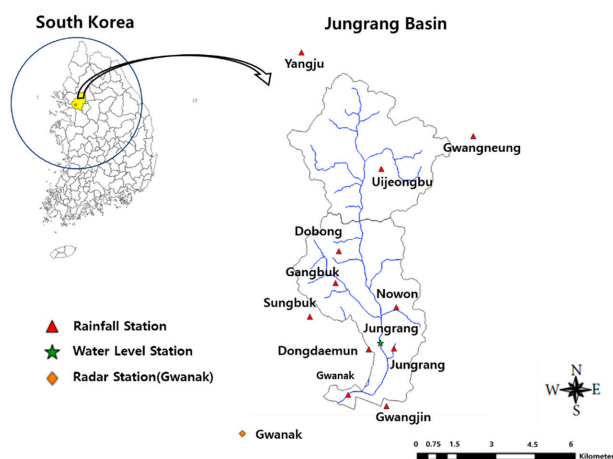 South Korea
Jungrang Basin
Yangju
Gwangneung
Uijeongbu
Dobong
Gangbuk
Nowon
Sungbuk
Jungrang
Rainfall Station
Water Level Station
Dongdaemun
Jungrang
Radar Station(Gwanak)
Gwanak
Gwangjin
Gwanak
N
W E
S
0 0.75 1.5 3 4.5 6
Kilometer